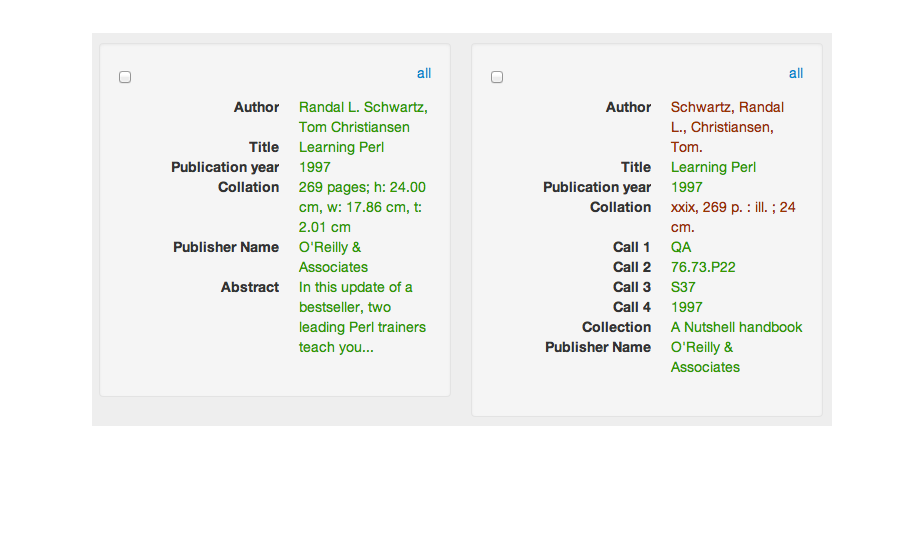 all
Author Randal L. Schwartz,
Tom Christiansen
Title Learning Perl
Publication year 1997
Collation 269 pages; h: 24.00
cm, w: 17.86 cm, t:
2.01 cm
Publisher Name O'Reilly &
Associates
Abstract In this update of a
bestseller, two
leading Perl trainers
teach you...
all
Author Schwartz, Randal
L., Christiansen,
Tom.
Title Learning Perl
Publication year 1997
Collation xxix, 269 p. : ill. ; 24
cm.
Call 1 QA
Call 2 76.73.P22
Call 3 S37
Call 4 1997
Collection A Nutshell handbook
Publisher Name O'Reilly &
Associates